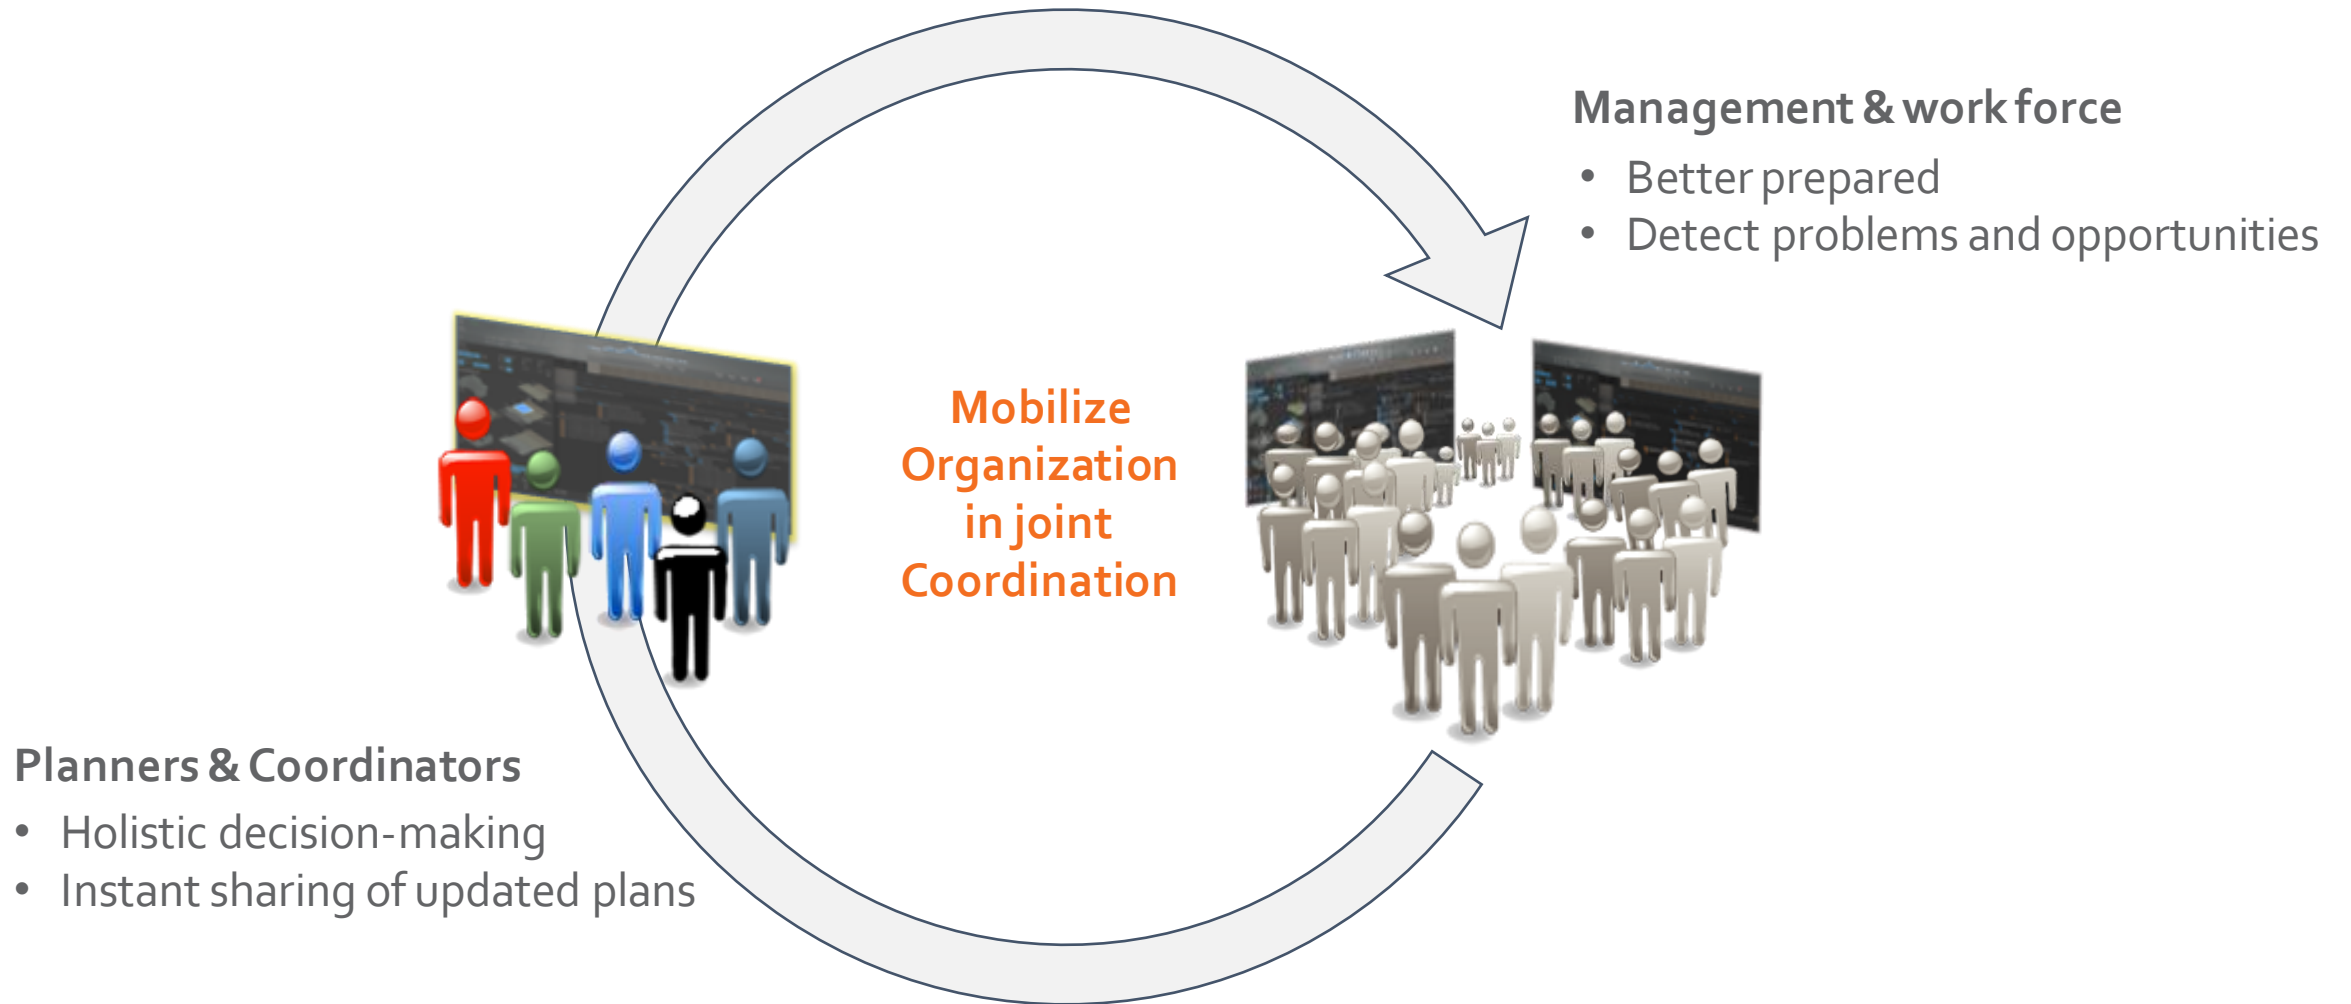 Management & work force
• Better prepared
• Detect problems and opportunities
Mobilize
Organization
in joint
Coordination
Planners & Coordinators
• Holistic decision-making
• Instant sharing of updated plans